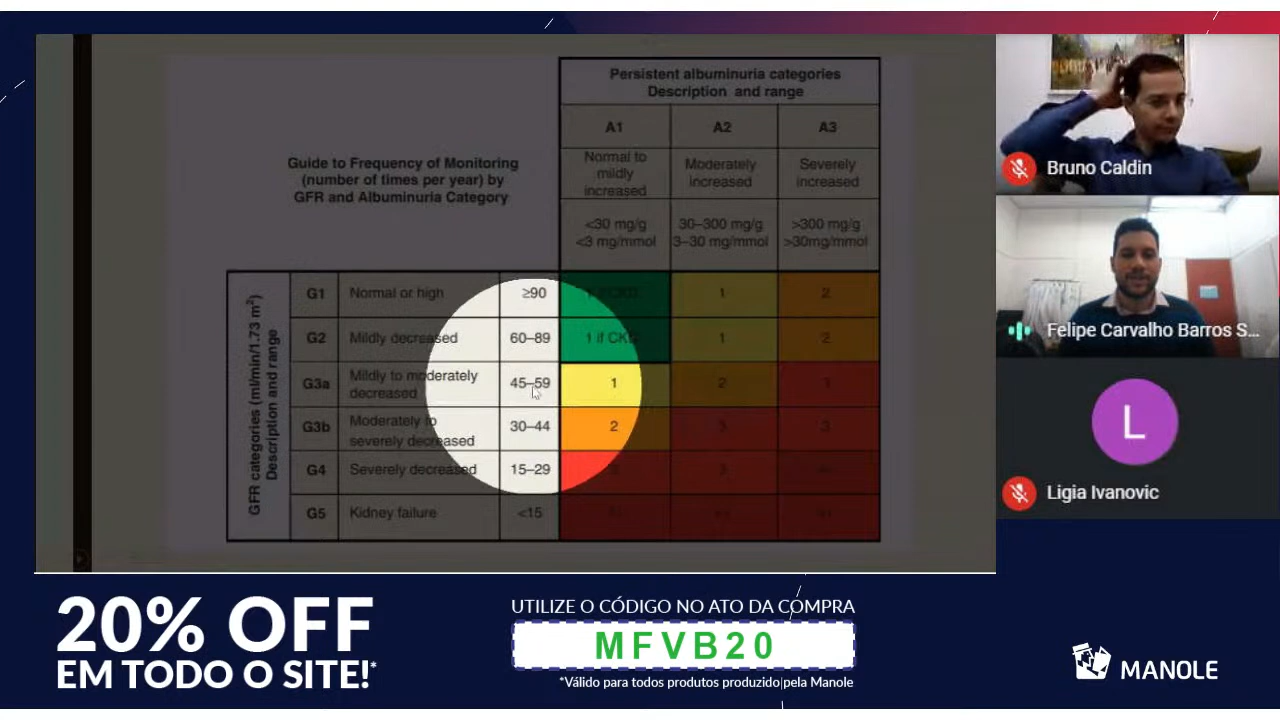 Persistent albuminuria categories
Description and range
A1
A2
A3
Guide to Frequency of Monitoring
(number of times per year) by
GFR and Albuminuria Category
Normal to
mildly
increased
Moderately
increased
Severely
increased
<30 mg/g
<3 mg/mmol
30–300 mg/g
3–30 mg/mmol
>300 mg/g
>30mg/mmol
GFR categories (ml/min/1.73 m²)
Description and range
G1 Normal or high ≥90 1 2
G2 Mildly decreased 60–89 1 if CKD 1 2
G3a Mildly to moderately
decreased 45–59 1 2 3
G3b Moderately to
severely decreased 30–44 2 3 3
G4 Severely decreased 15–29 3 3
G5 Kidney failure <15
Bruno Caldin
Felipe Carvalho Barros S...
L
Ligia Ivanovic
20% OFF
EM TODO O SITE!*
UTILIZE O CÓDIGO NO ATO DA COMPRA
MFVB20
*Válido para todos produtos produzido pela Manole
MANOLE